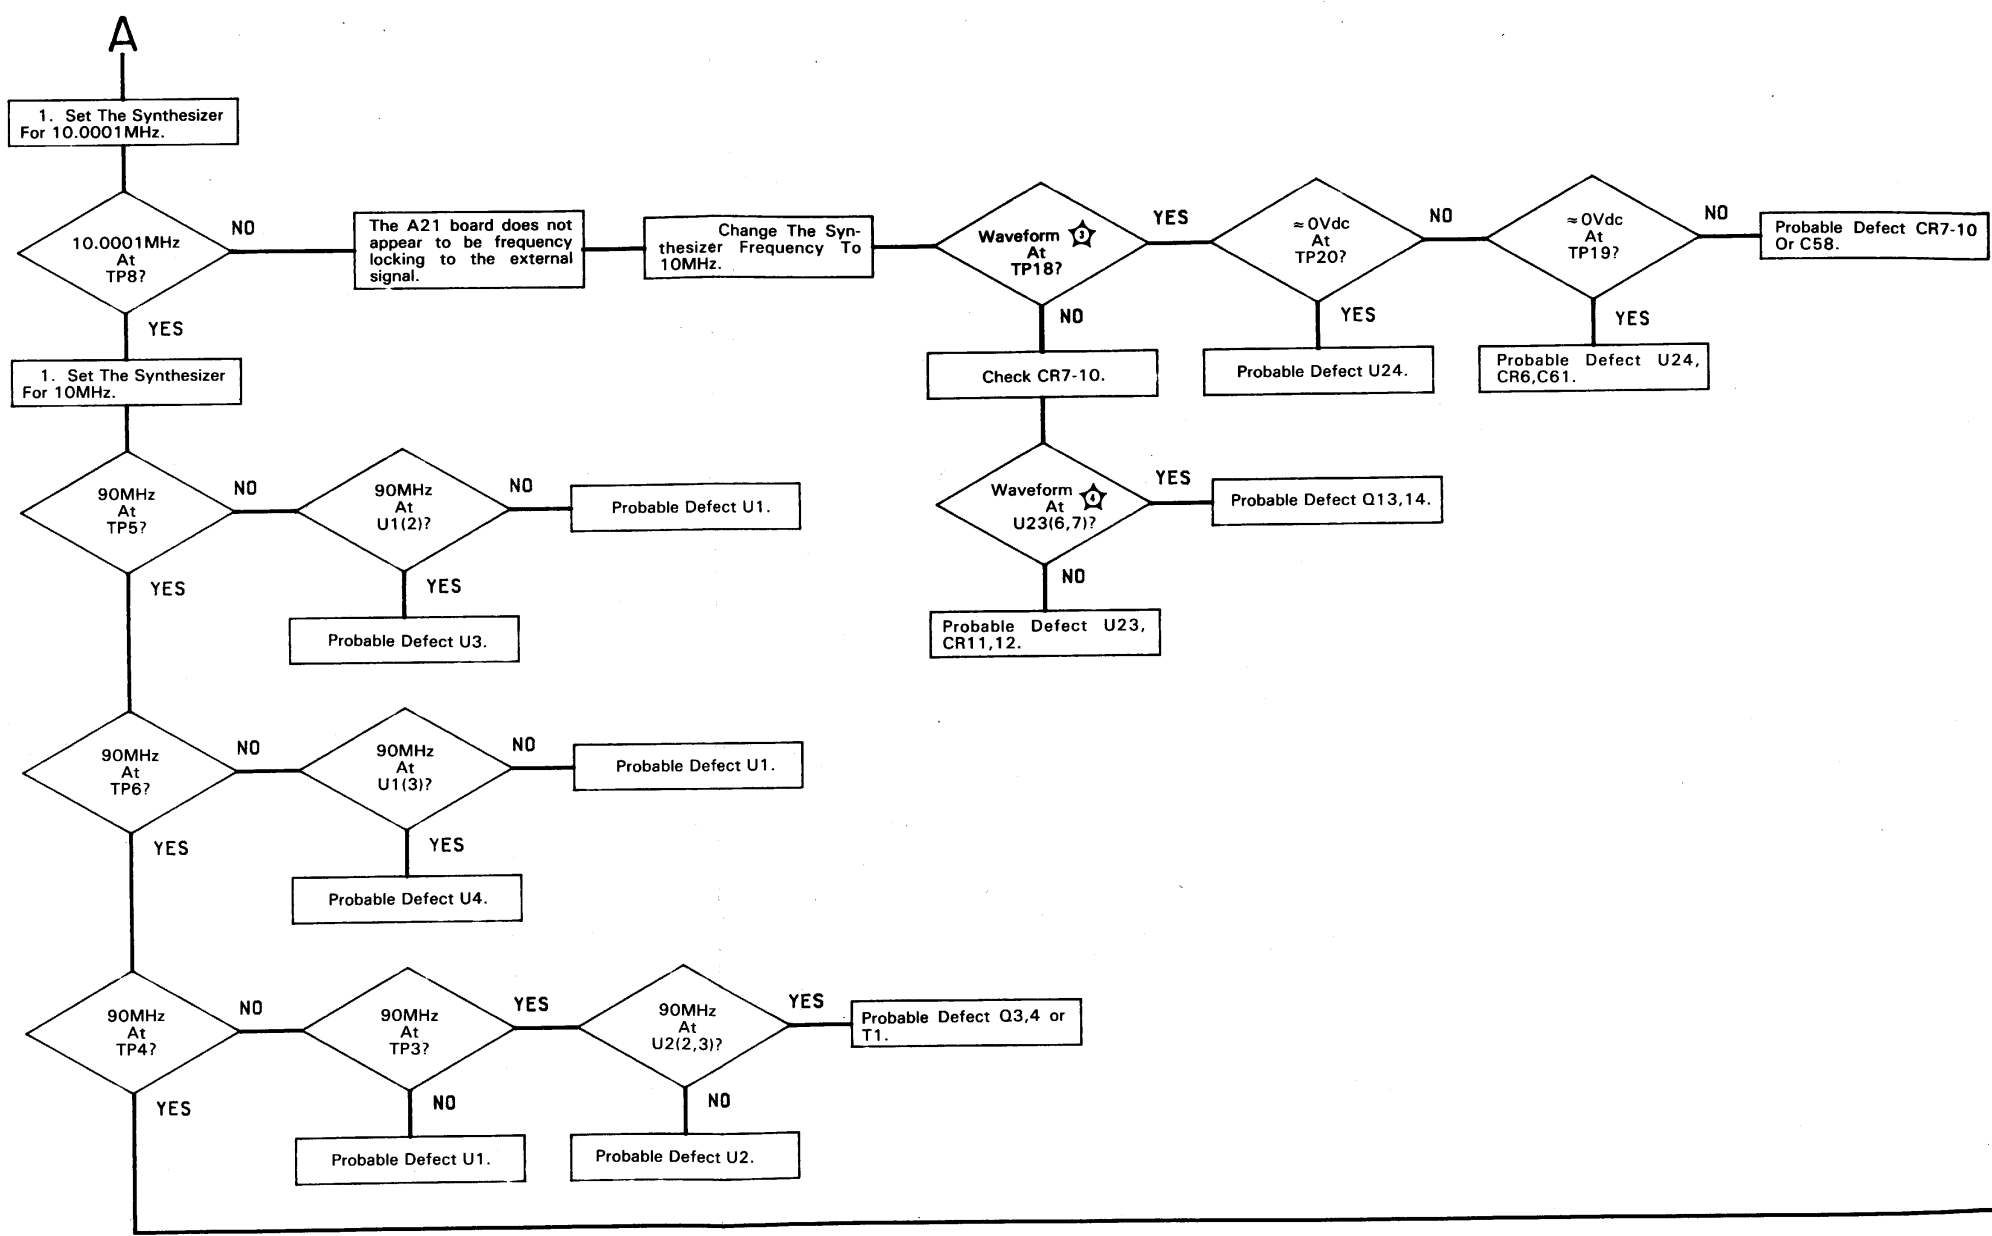 A
1. Set The Synthesizer
For 10.0001MHz.
10.0001MHz
At
TP8?
NO
YES
The A21 board does not
appear to be frequency
locking to the external
signal.
Change The Syn-
thesizer Frequency To
10MHz.
Waveform 3
At
TP18?
YES
NO
≈0Vdc
At
TP20?
NO
YES
≈0Vdc
At
TP19?
NO
YES
Probable Defect CR7-10
Or C58.
Check CR7-10.
Probable Defect U24.
Probable Defect U24,
CR6,C61.
Waveform 4
At
U23(6,7)?
YES
NO
Probable Defect Q13,14.
Probable Defect U23,
CR11,12.
1. Set The Synthesizer
For 10MHz.
90MHz
At
TP5?
NO
YES
90MHz
At
U1(2)?
NO
YES
Probable Defect U1.
Probable Defect U3.
90MHz
At
TP6?
NO
YES
90MHz
At
U1(3)?
NO
YES
Probable Defect U1.
Probable Defect U4.
90MHz
At
TP4?
NO
YES
90MHz
At
TP3?
YES
NO
90MHz
At
U2(2,3)?
YES
NO
Probable Defect Q3,4 or
T1.
Probable Defect U1.
Probable Defect U2.